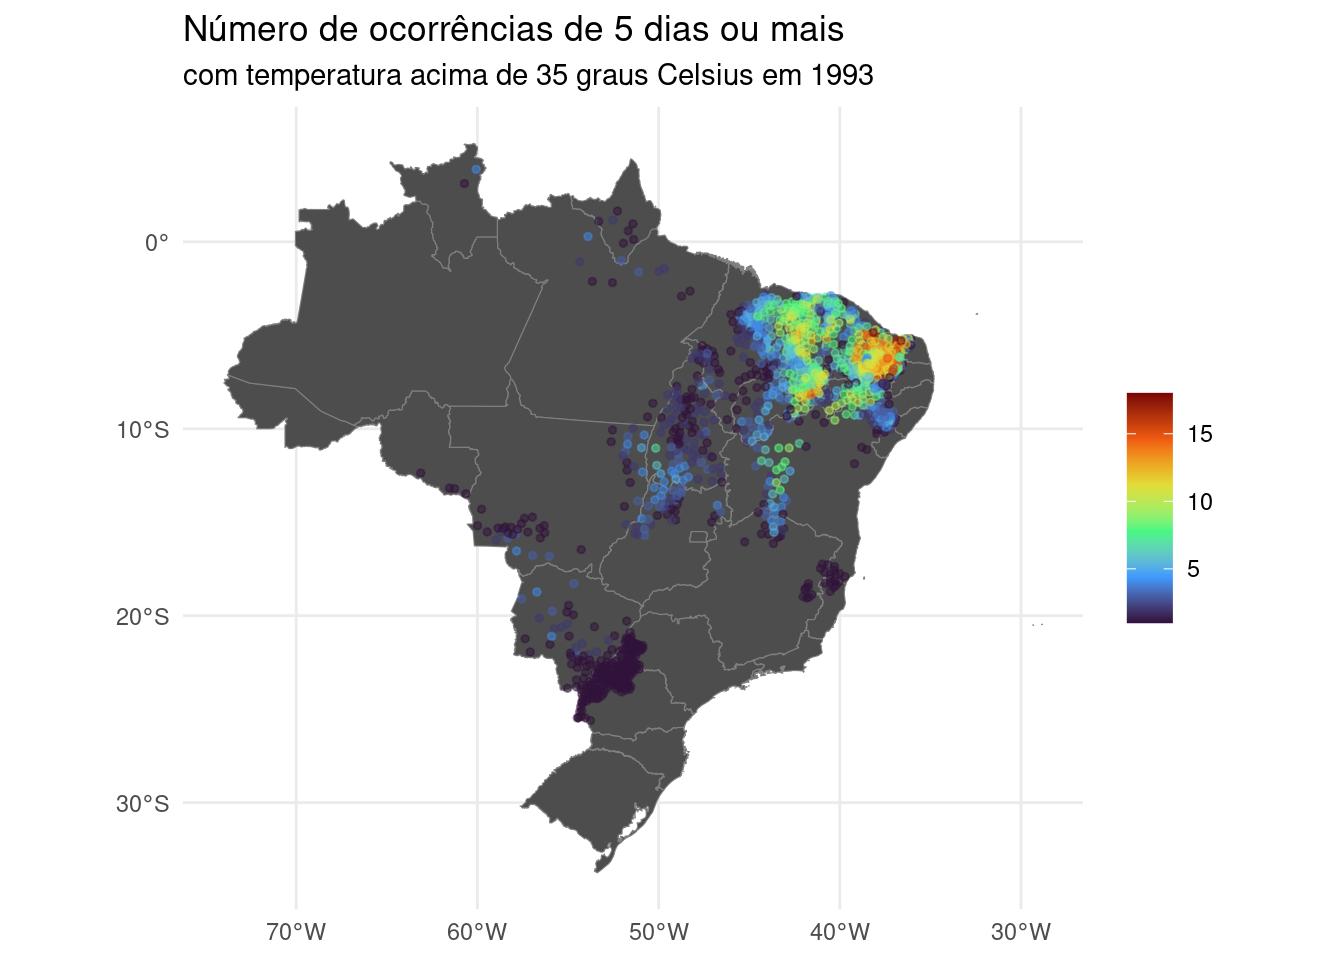 Número de ocorrências de 5 dias ou mais
com temperatura acima de 35 graus Celsius em 1993
0°
10°S
20°S
30°S
70°W
60°W
50°W
40°W
30°W
15
10
5